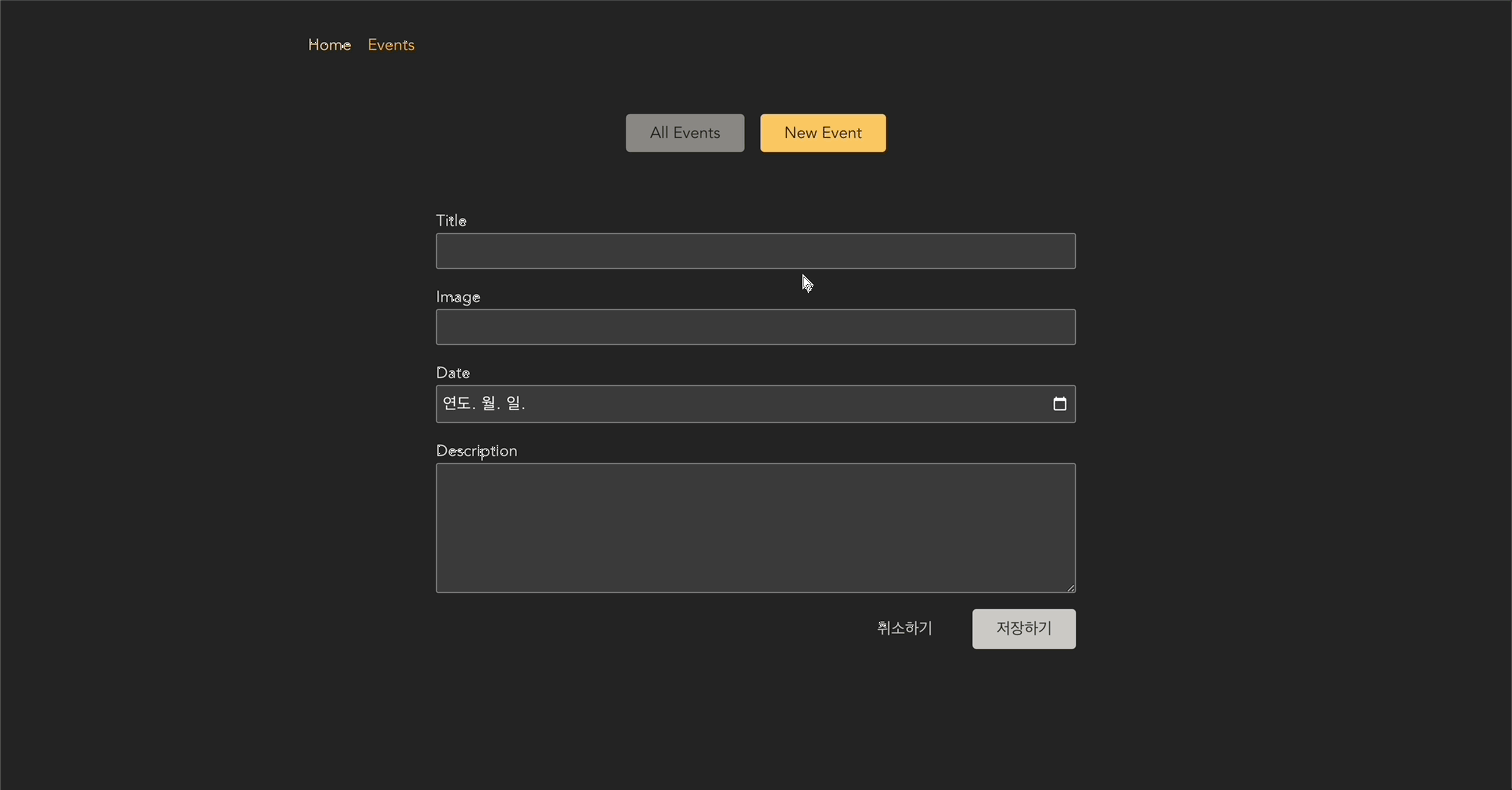 Home Events
All Events New Event
Title
Image
Date
연도. 월. 일.
Description
취소하기 저장하기